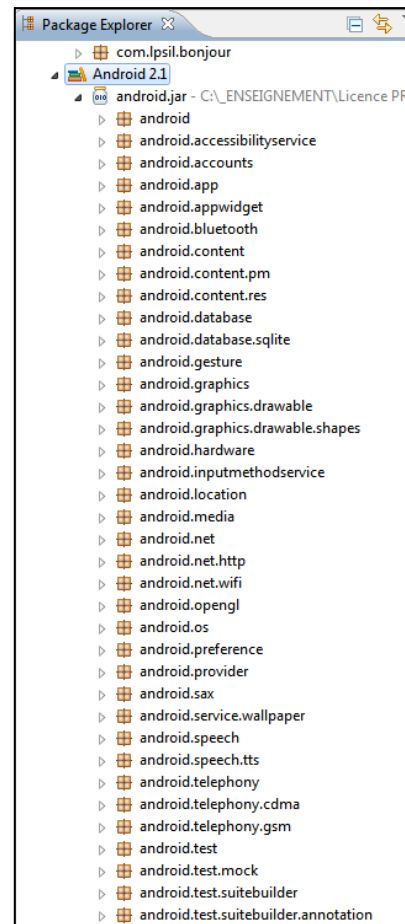 Package Explorer
com.lpsil.bonjour
Android 2.1
android.jar - C:\_ENSEIGNEMENT\Licence PR
android
android.accessibilityservice
android.accounts
android.app
android.appwidget
android.bluetooth
android.content
android.content.pm
android.content.res
android.database
android.database.sqlite
android.gesture
android.graphics
android.graphics.drawable
android.graphics.drawable.shapes
android.hardware
android.inputmethodservice
android.location
android.media
android.net
android.net.http
android.net.wifi
android.opengl
android.os
android.preference
android.provider
android.sax
android.service.wallpaper
android.speech
android.speech.tts
android.telephony
android.telephony.cdma
android.telephony.gsm
android.test
android.test.mock
android.test.suitebuilder
android.test.suitebuilder.annotation